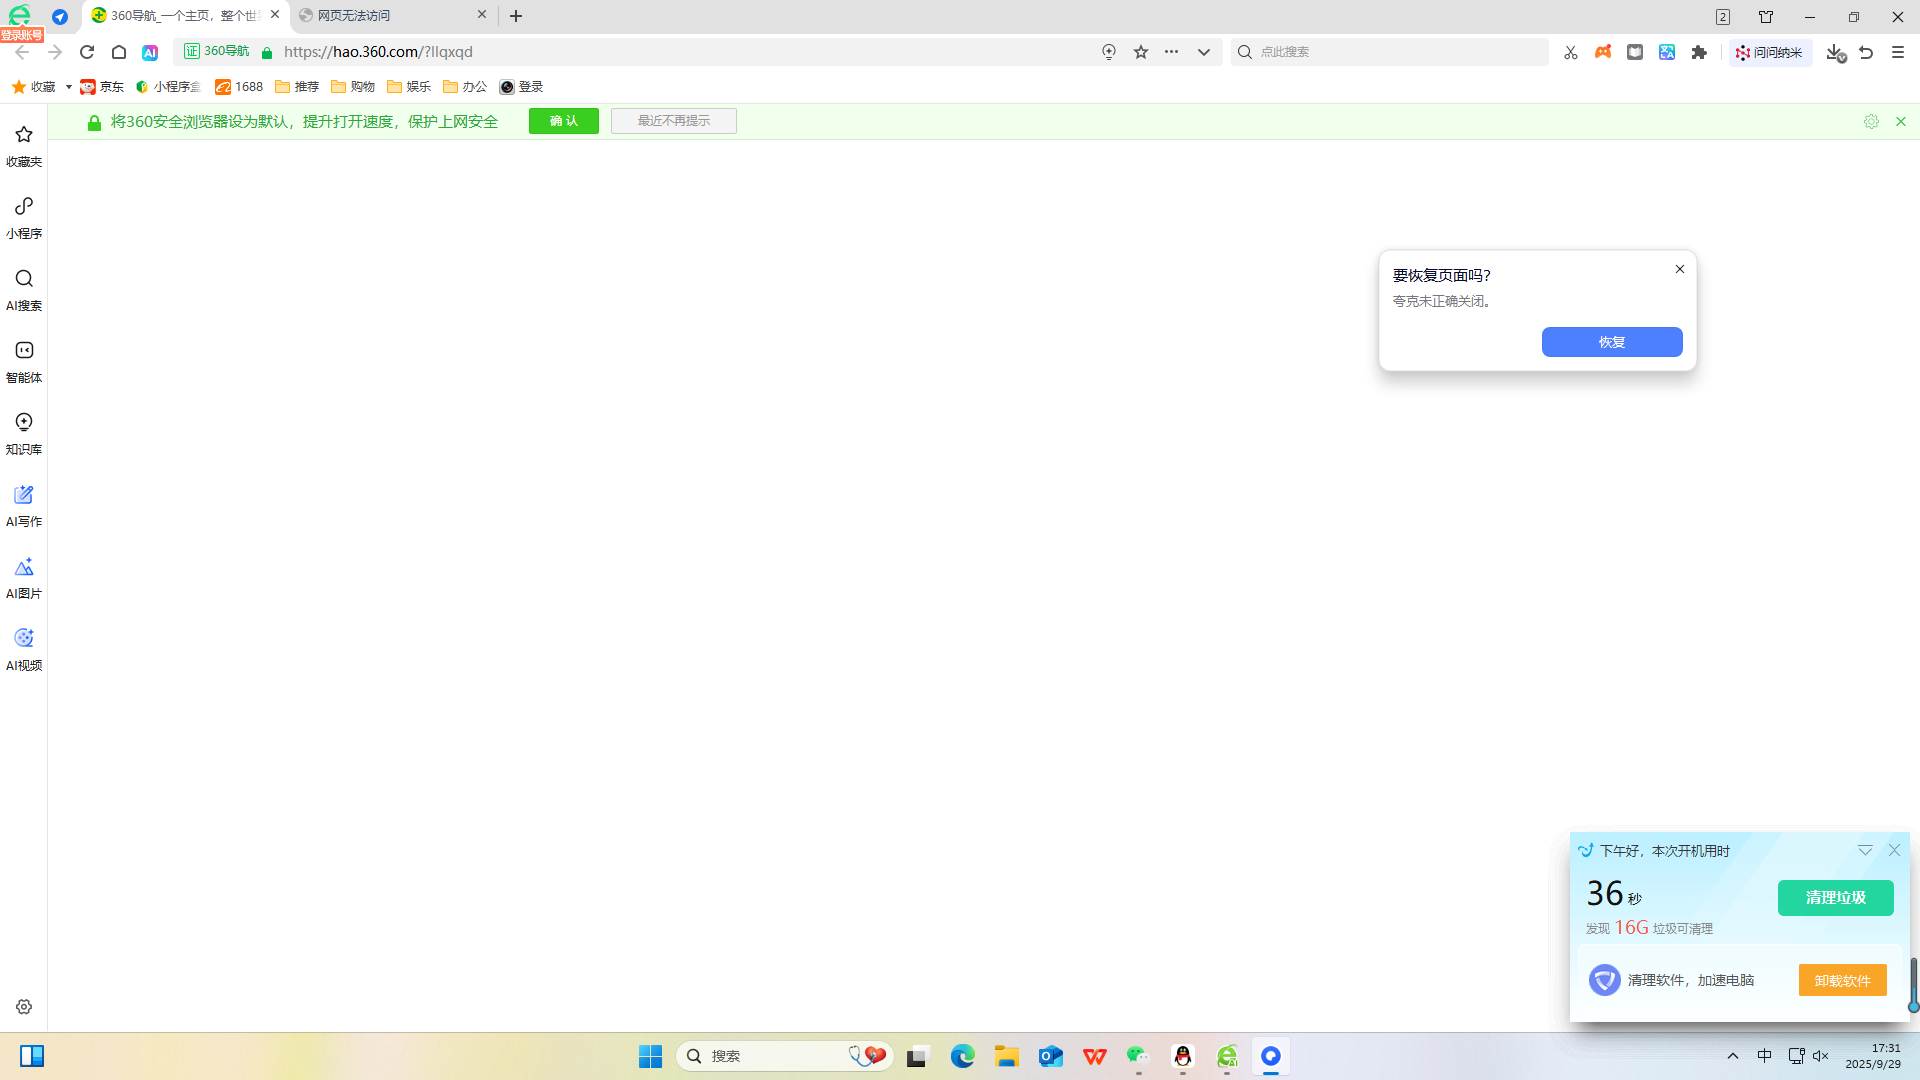 登录账号
360导航_一个主页，整个世
网页无法访问
2
AI
证 360导航
https://hao.360.com/?llqxqd
点此搜索
问问纳米
收藏
京东
小程序盒
1688
推荐
购物
娱乐
办公
登录
将360安全浏览器设为默认，提升打开速度，保护上网安全
确 认
最近不再提示
收藏夹
小程序
AI搜索
智能体
知识库
AI写作
AI图片
AI视频
要恢复页面吗?
夸克未正确关闭。
恢复
下午好，本次开机用时
36 秒
清理垃圾
发现 16G 垃圾可清理
清理软件，加速电脑
卸载软件
搜索
中
17:31
2025/9/29